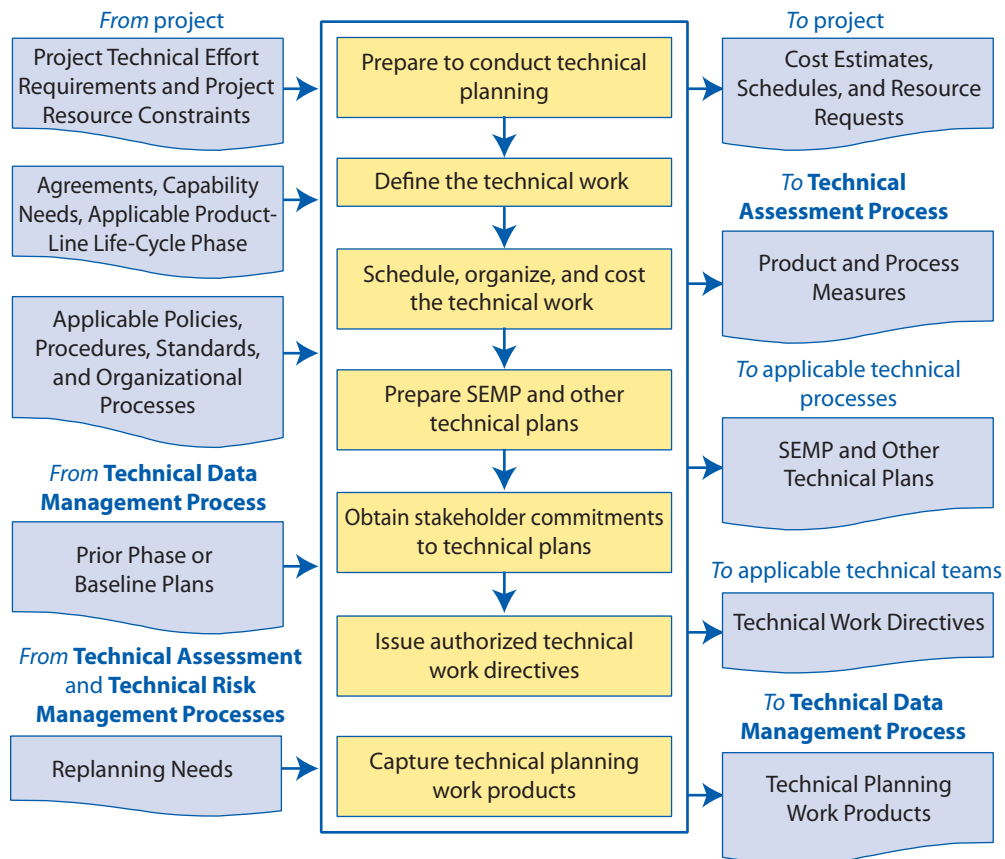 From project
Project Technical Effort
Requirements and Project
Resource Constraints
Agreements, Capability
Needs, Applicable Product-
Line Life-Cycle Phase
Applicable Policies,
Procedures, Standards,
and Organizational
Processes
From Technical Data
Management Process
Prior Phase or
Baseline Plans
From Technical Assessment
and Technical Risk
Management Processes
Replanning Needs
Prepare to conduct technical
planning
Define the technical work
Schedule, organize, and cost
the technical work
Prepare SEMP and other
technical plans
Obtain stakeholder commitments
to technical plans
Issue authorized technical
work directives
Capture technical planning
work products
To project
Cost Estimates,
Schedules, and Resource
Requests
To Technical
Assessment Process
Product and Process
Measures
To applicable technical
processes
SEMP and Other
Technical Plans
To applicable technical teams
Technical Work Directives
To Technical Data
Management Process
Technical Planning
Work Products